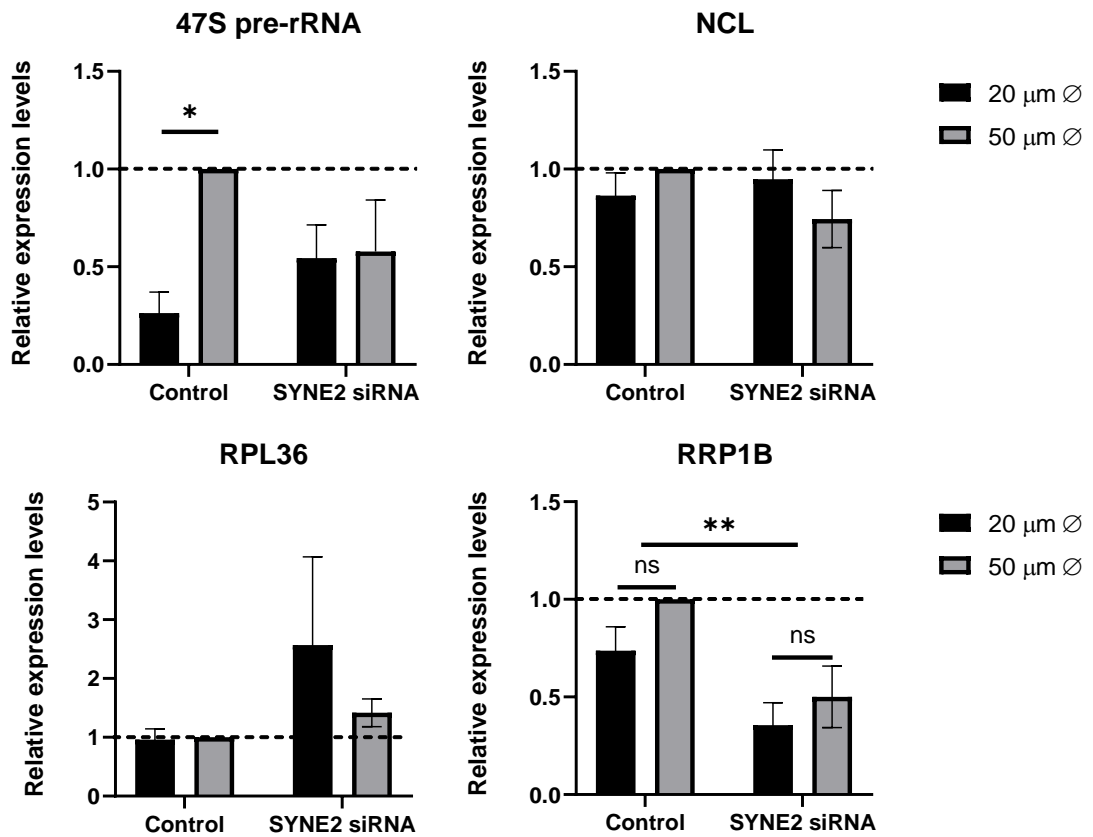 47S pre-rRNA
Relative expression levels
1.5
1.0
0.5
0.0
*
Control
SYNE2 siRNA
NCL
Relative expression levels
1.5
1.0
0.5
0.0
Control
SYNE2 siRNA
20 μm ∅
50 μm ∅
RPL36
Relative expression levels
5
4
3
2
1
0
Control
SYNE2 siRNA
RRP1B
Relative expression levels
1.5
1.0
0.5
0.0
**
ns
ns
Control
SYNE2 siRNA
20 μm ∅
50 μm ∅